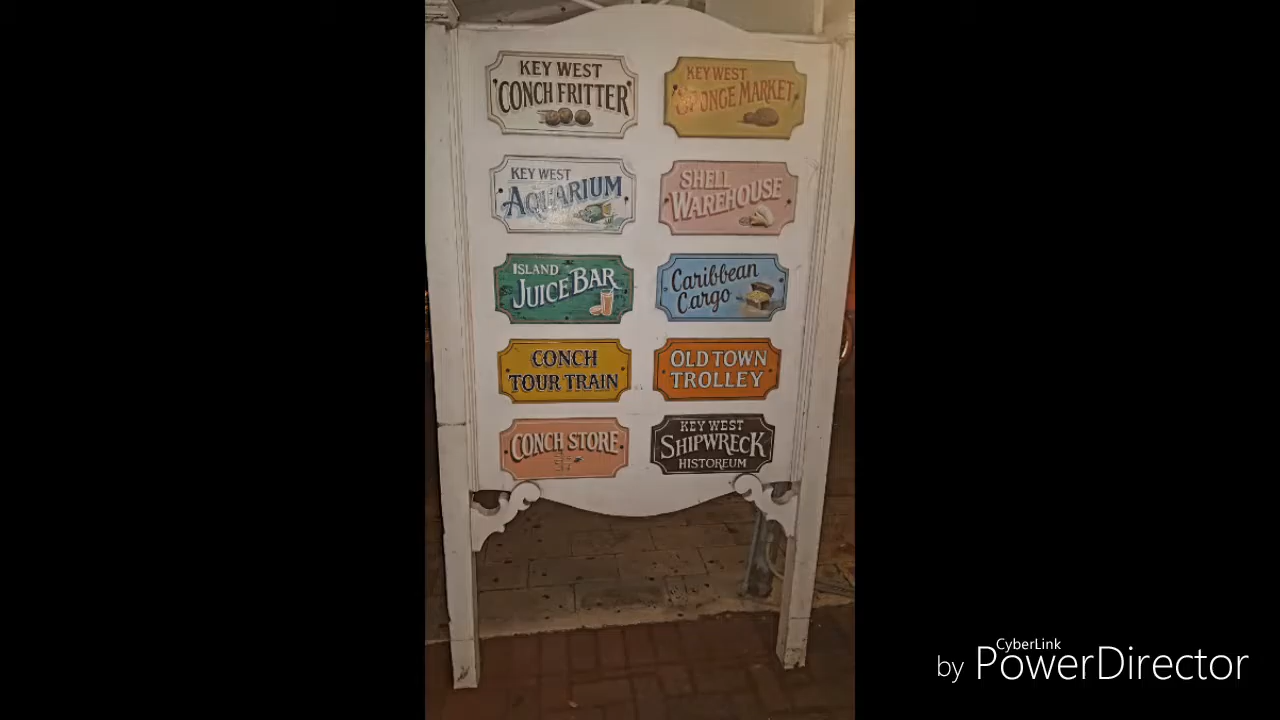 KEY WEST
CONCH FRITTER
KEY WEST
SPONGE MARKET
KEY WEST
AQUARIUM
SHELL
WAREHOUSE
ISLAND
JUICE BAR
Caribbean
Cargo
CONCH
TOUR TRAIN
OLD TOWN
TROLLEY
CONCH STORE
KEY WEST
SHIPWRECK
HISTOREUM
CyberLink
by PowerDirector